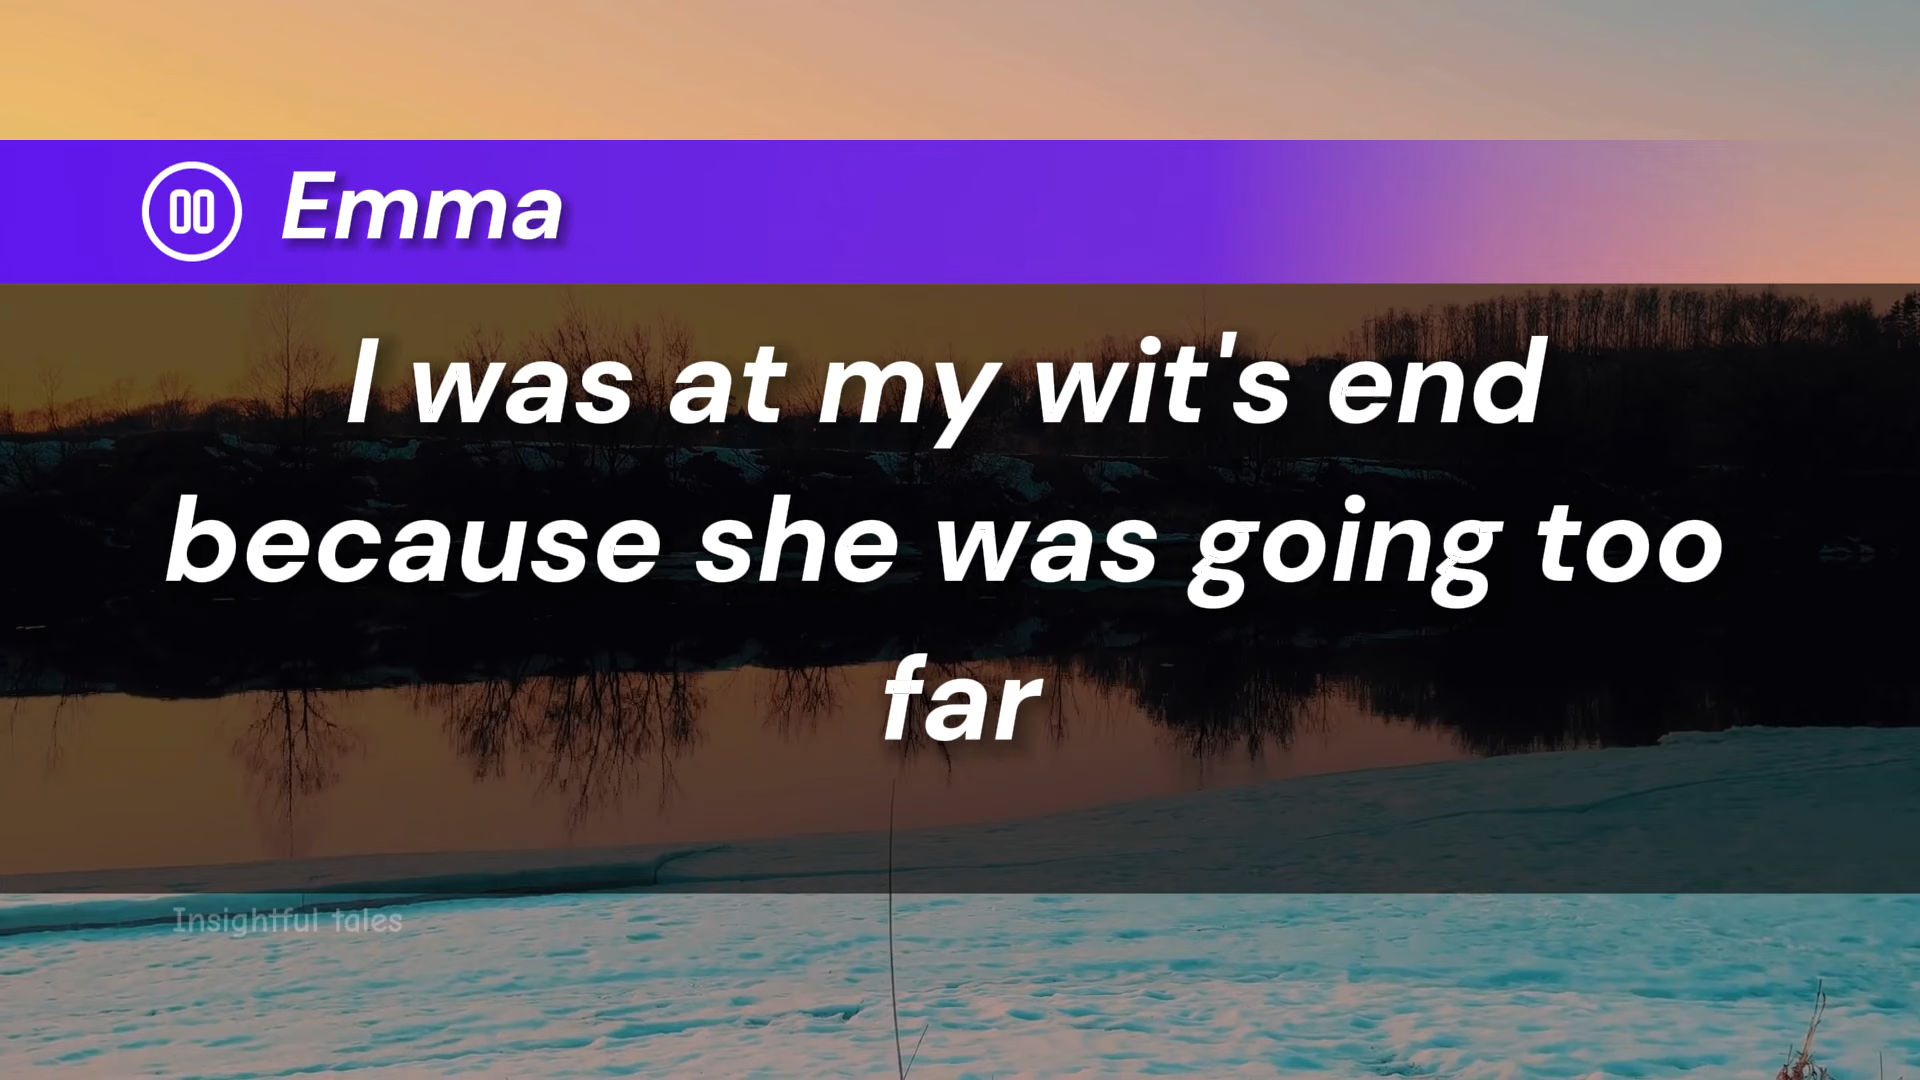 Emma
I was at my wit's end
because she was going too
far
Insightful tales